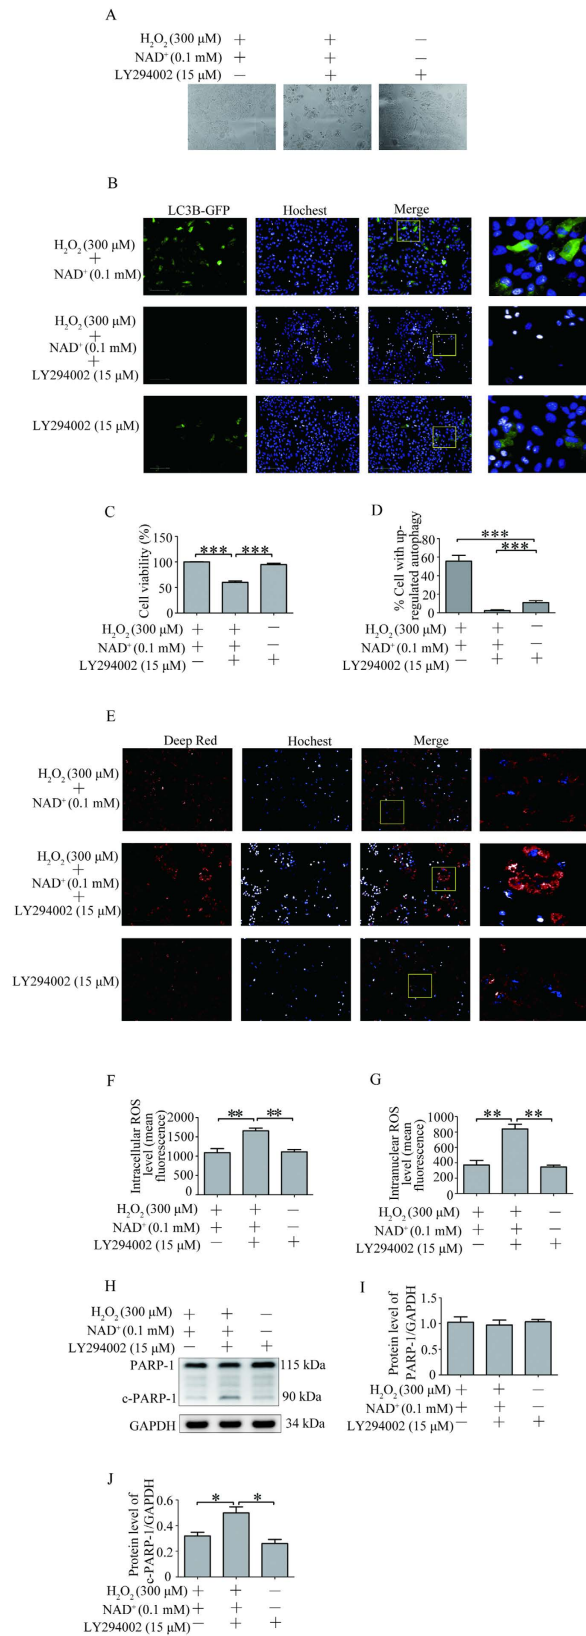 A
H₂O₂ (300 μM) + + −
NAD⁺ (0.1 mM) + + −
LY294002 (15 μM) − + +
B
LC3B-GFP Hochest Merge
H₂O₂ (300 μM)
+
NAD⁺ (0.1 mM)
H₂O₂ (300 μM)
+
NAD⁺ (0.1 mM)
+
LY294002 (15 μM)
LY294002 (15 μM)
C
Cell viability (%)
150
100
50
0
*** ***
H₂O₂ (300 μM) + + −
NAD⁺ (0.1 mM) + + −
LY294002 (15 μM) − + +
D
% Cell with up-
regulated autophagy
80
60
40
20
0
***
***
H₂O₂ (300 μM) + + −
NAD⁺ (0.1 mM) + + −
LY294002 (15 μM) − + +
E
Deep Red Hochest Merge
H₂O₂ (300 μM)
+
NAD⁺ (0.1 mM)
H₂O₂ (300 μM)
+
NAD⁺ (0.1 mM)
+
LY294002 (15 μM)
LY294002 (15 μM)
F
Intracellular ROS
level (mean
fluorescence)
2000
1500
1000
500
0
** **
H₂O₂ (300 μM) + + −
NAD⁺ (0.1 mM) + + −
LY294002 (15 μM) − + +
G
Intranuclear ROS
level (mean
fluorescence)
1000
800
600
400
200
0
** **
H₂O₂ (300 μM) + + −
NAD⁺ (0.1 mM) + + −
LY294002 (15 μM) − + +
H
H₂O₂ (300 μM) + + −
NAD⁺ (0.1 mM) + + −
LY294002 (15 μM) − + +
PARP-1 115 kDa
c-PARP-1 90 kDa
GAPDH 34 kDa
I
Protein level of
PARP-1/GAPDH
1.5
1.0
0.5
0
H₂O₂ (300 μM) + + −
NAD⁺ (0.1 mM) + + −
LY294002 (15 μM) − + +
J
Protein level of
c-PARP-1/GAPDH
0.6
0.4
0.2
0
* *
H₂O₂ (300 μM) + + −
NAD⁺ (0.1 mM) + + −
LY294002 (15 μM) − + +